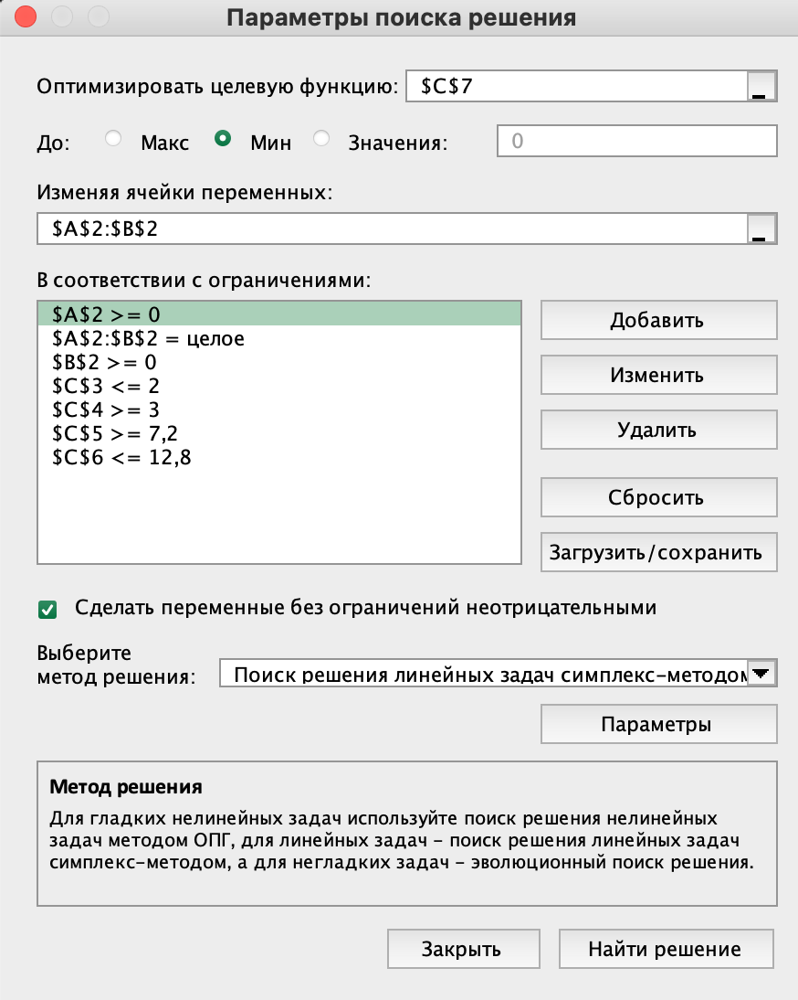 Параметры поиска решения
Оптимизировать целевую функцию: $C$7
До: Макс Мин Значения: 0
Изменяя ячейки переменных:
$A$2:$B$2
В соответствии с ограничениями:
$A$2 >= 0
$A$2:$B$2 = целое
$B$2 >= 0
$C$3 <= 2
$C$4 >= 3
$C$5 >= 7,2
$C$6 <= 12,8
Добавить
Изменить
Удалить
Сбросить
Загрузить/сохранить
Сделать переменные без ограничений неотрицательными
Выберите
метод решения: Поиск решения линейных задач симплекс-методом
Параметры
Метод решения
Для гладких нелинейных задач используйте поиск решения нелинейных
задач методом ОПГ, для линейных задач - поиск решения линейных задач
симплекс-методом, а для негладких задач - эволюционный поиск решения.
Закрыть Найти решение